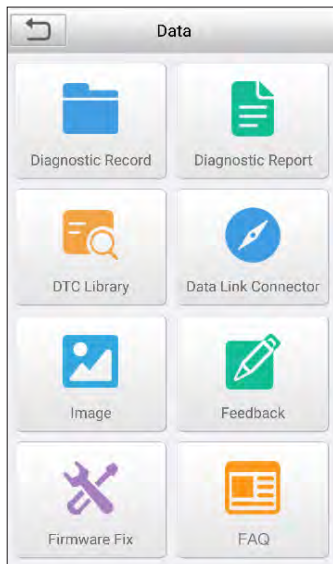 Data
Diagnostic Record
Diagnostic Report
DTC Library
Data Link Connector
Image
Feedback
Firmware Fix
FAQ